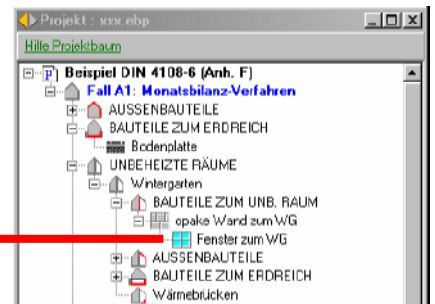 Projekt : xxx.ebp
Hilfe Projektbaum
Beispiel DIN 4108-6 (Anh. F)
Fall A1: Monatsbilanz-Verfahren
AUSSENBAUTEILE
BAUTEILE ZUM ERDREICH
Bodenplatte
UNBEHEIZTE RÄUME
Wintergarten
BAUTEILE ZUM UNB. RAUM
opake Wand zum WG
Fenster zum WG
AUSSENBAUTEILE
BAUTEILE ZUM ERDREICH
Wärmebrücken